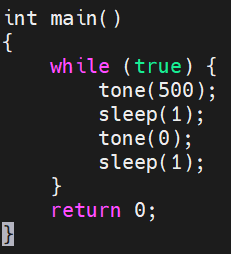 int main()
{
    while (true) {
        tone(500);
        sleep(1);
        tone(0);
        sleep(1);
    }
    return 0;
}